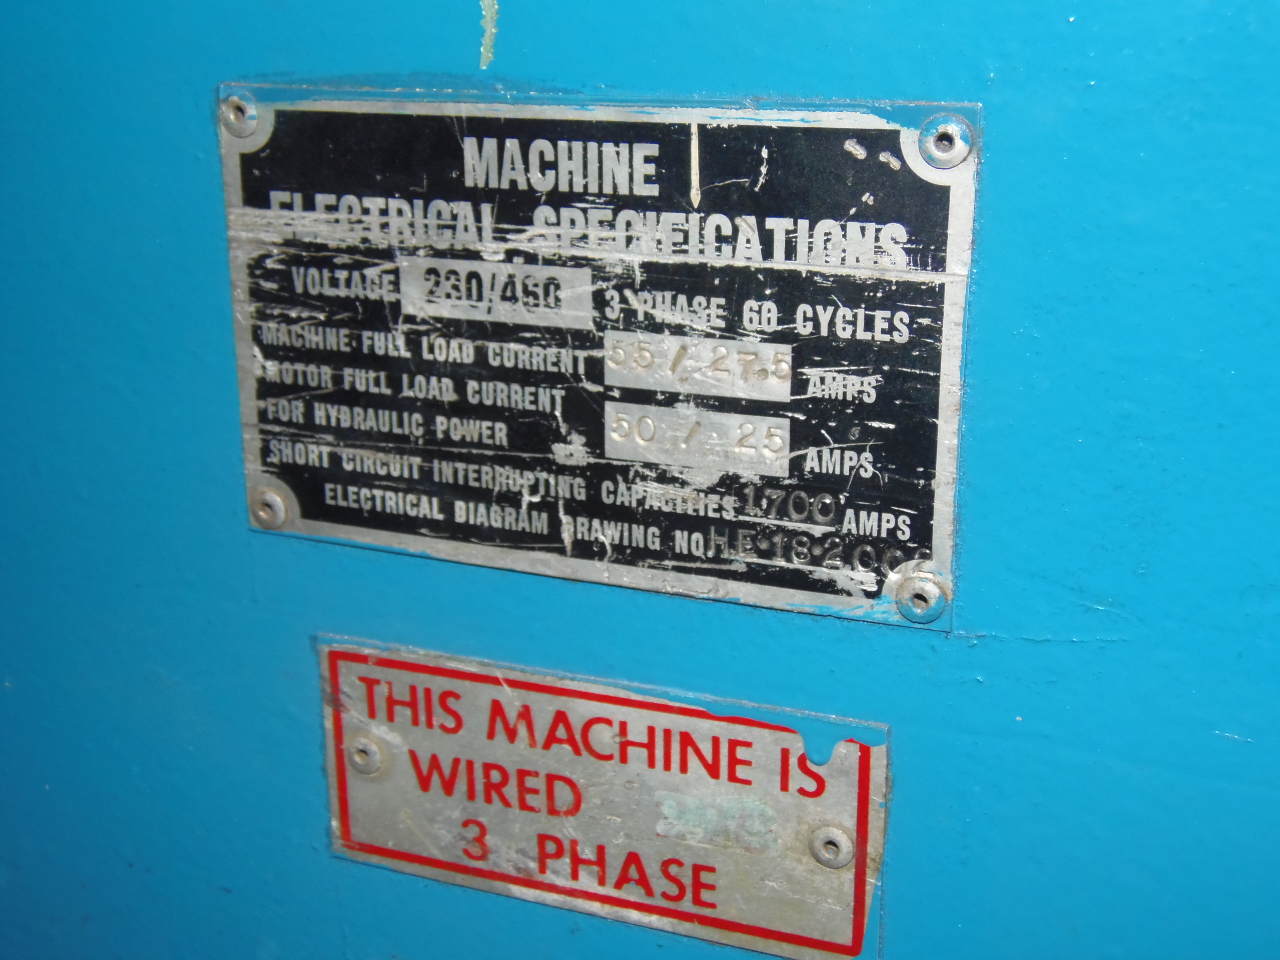 MACHINE
ELECTRICAL SPECIFICATIONS
VOLTAGE 230/460 3 PHASE 60 CYCLES
MACHINE FULL LOAD CURRENT 55 / 27.5 AMPS
MOTOR FULL LOAD CURRENT
FOR HYDRAULIC POWER 50 / 25 AMPS
SHORT CIRCUIT INTERRUPTING CAPACITIES 1700 AMPS
ELECTRICAL DIAGRAM DRAWING NO.
THIS MACHINE IS
WIRED
3 PHASE